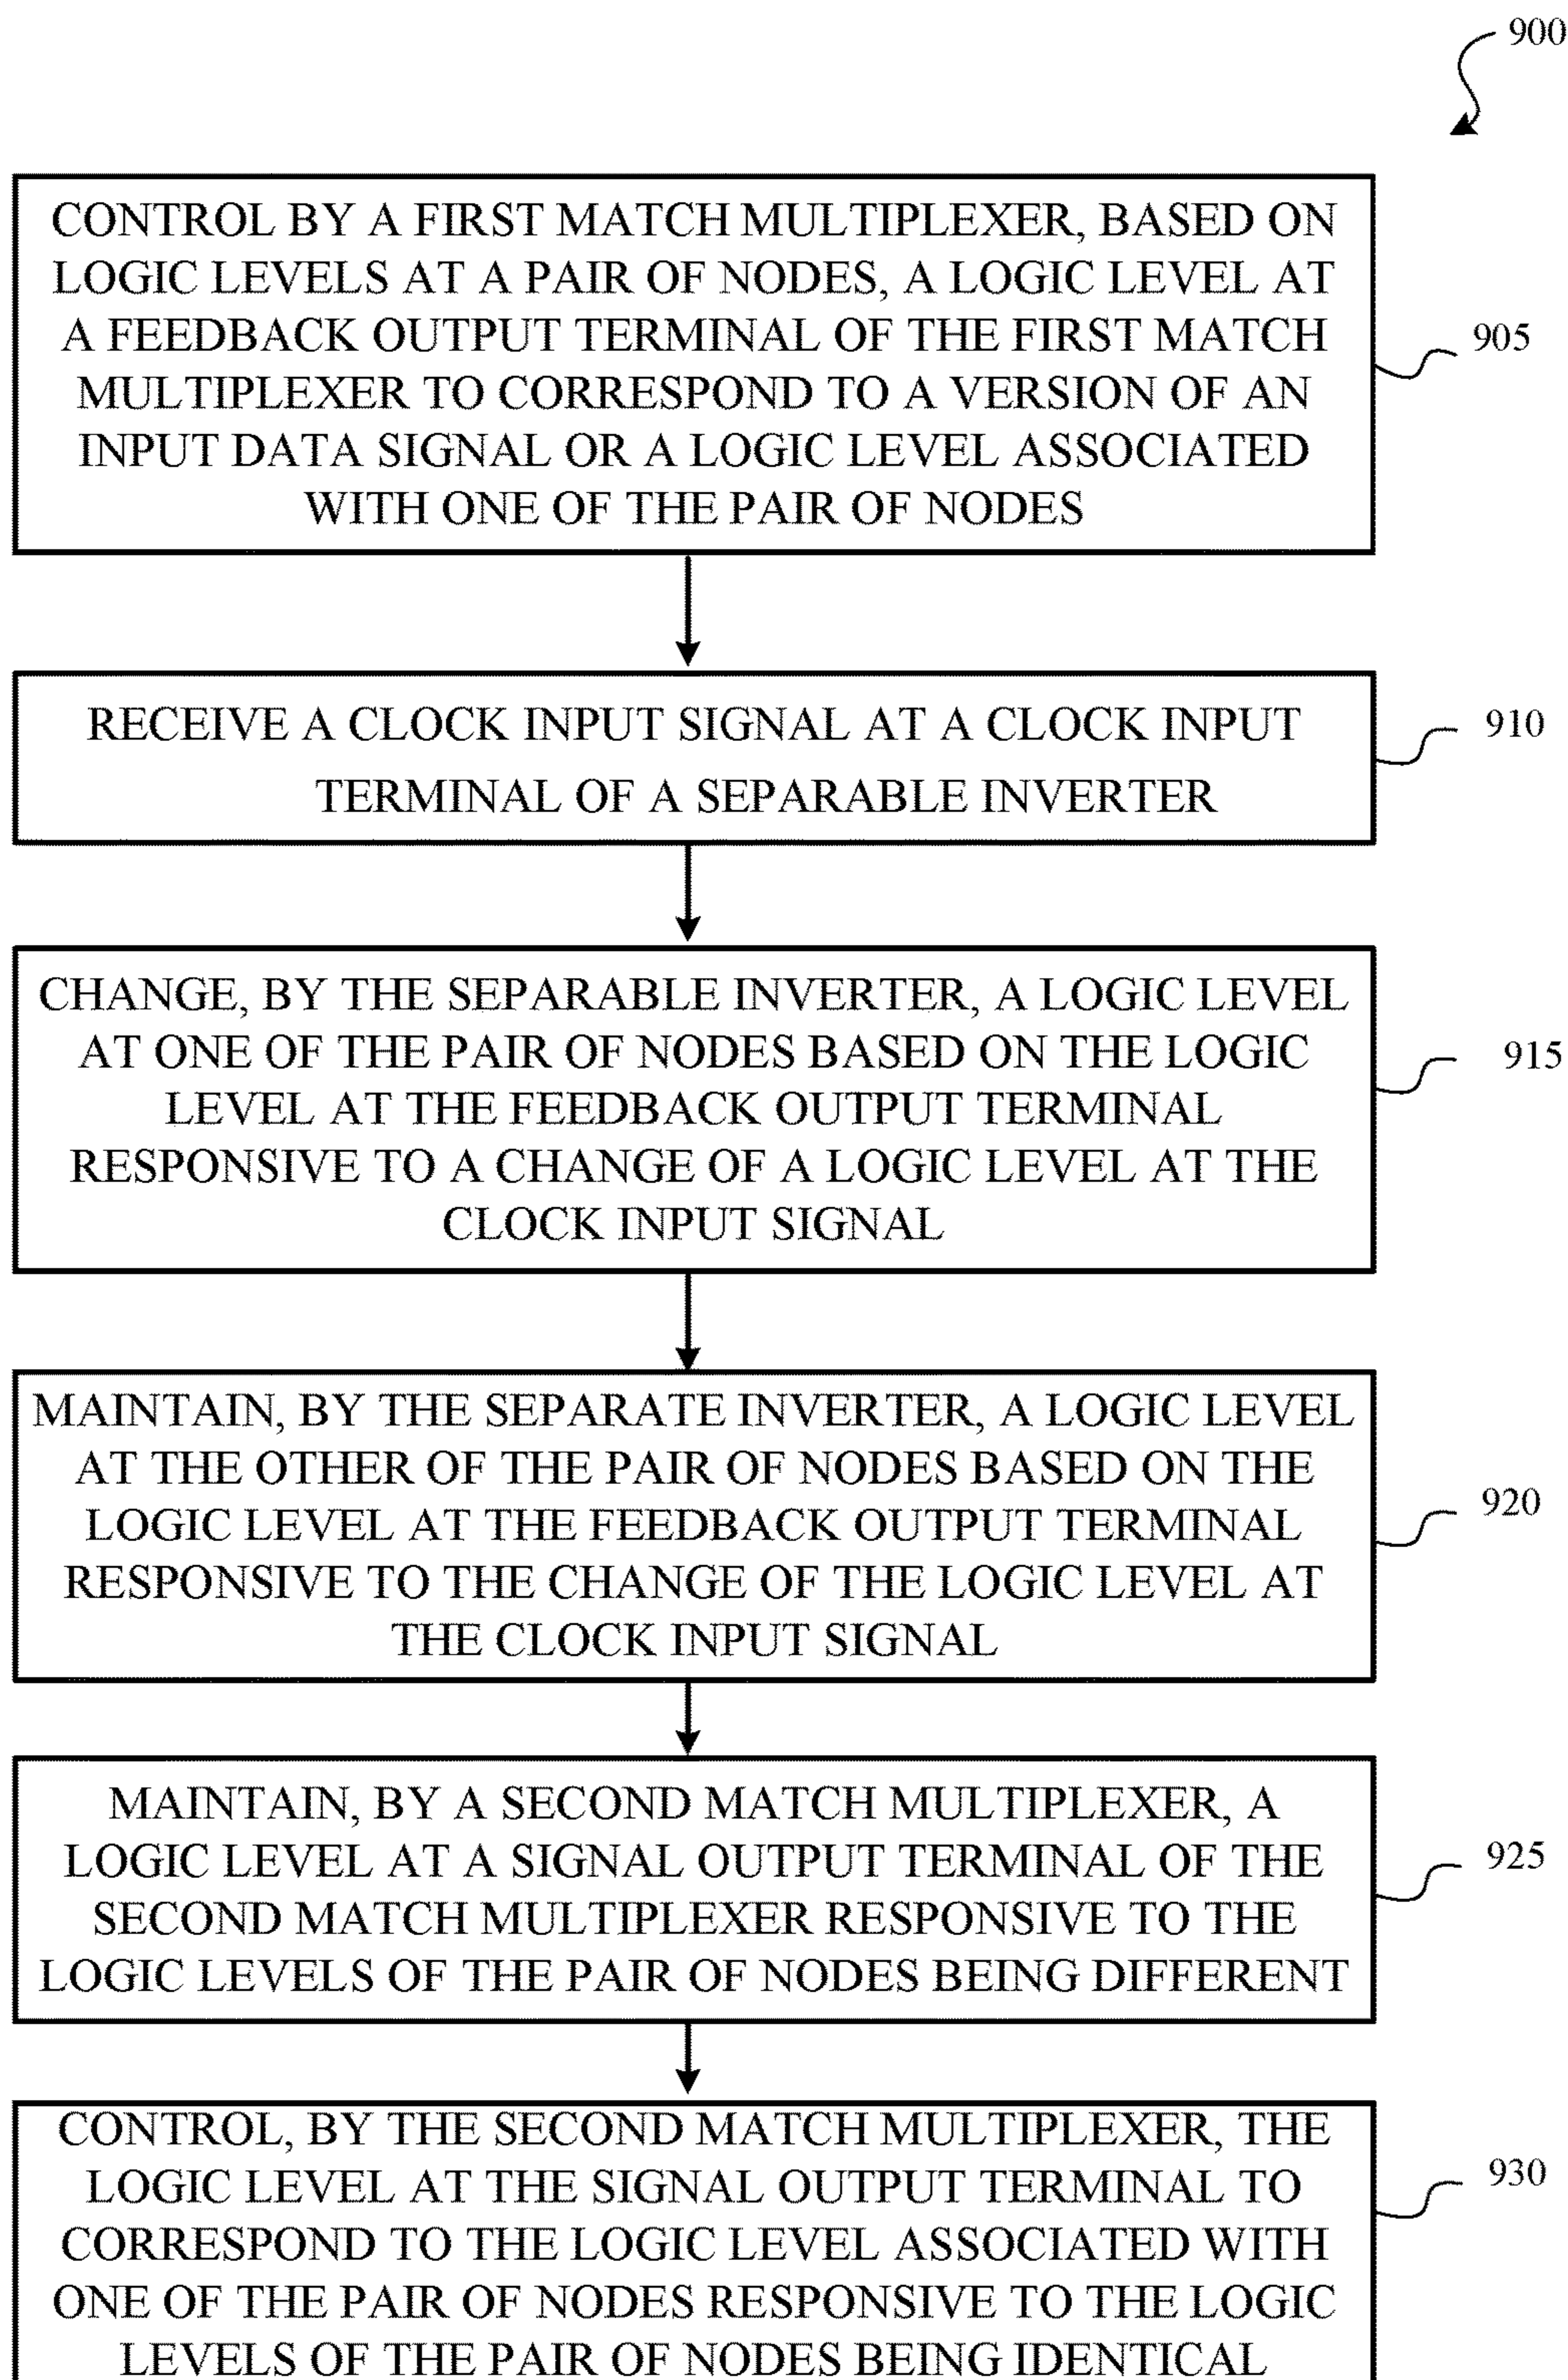 900
CONTROL BY A FIRST MATCH MULTIPLEXER, BASED ON
LOGIC LEVELS AT A PAIR OF NODES, A LOGIC LEVEL AT
A FEEDBACK OUTPUT TERMINAL OF THE FIRST MATCH
MULTIPLEXER TO CORRESPOND TO A VERSION OF AN
INPUT DATA SIGNAL OR A LOGIC LEVEL ASSOCIATED
WITH ONE OF THE PAIR OF NODES
905
RECEIVE A CLOCK INPUT SIGNAL AT A CLOCK INPUT
TERMINAL OF A SEPARABLE INVERTER
910
CHANGE, BY THE SEPARABLE INVERTER, A LOGIC LEVEL
AT ONE OF THE PAIR OF NODES BASED ON THE LOGIC
LEVEL AT THE FEEDBACK OUTPUT TERMINAL
RESPONSIVE TO A CHANGE OF A LOGIC LEVEL AT THE
CLOCK INPUT SIGNAL
915
MAINTAIN, BY THE SEPARATE INVERTER, A LOGIC LEVEL
AT THE OTHER OF THE PAIR OF NODES BASED ON THE
LOGIC LEVEL AT THE FEEDBACK OUTPUT TERMINAL
RESPONSIVE TO THE CHANGE OF THE LOGIC LEVEL AT
THE CLOCK INPUT SIGNAL
920
MAINTAIN, BY A SECOND MATCH MULTIPLEXER, A
LOGIC LEVEL AT A SIGNAL OUTPUT TERMINAL OF THE
SECOND MATCH MULTIPLEXER RESPONSIVE TO THE
LOGIC LEVELS OF THE PAIR OF NODES BEING DIFFERENT
925
CONTROL, BY THE SECOND MATCH MULTIPLEXER, THE
LOGIC LEVEL AT THE SIGNAL OUTPUT TERMINAL TO
CORRESPOND TO THE LOGIC LEVEL ASSOCIATED WITH
ONE OF THE PAIR OF NODES RESPONSIVE TO THE LOGIC
LEVELS OF THE PAIR OF NODES BEING IDENTICAL
930